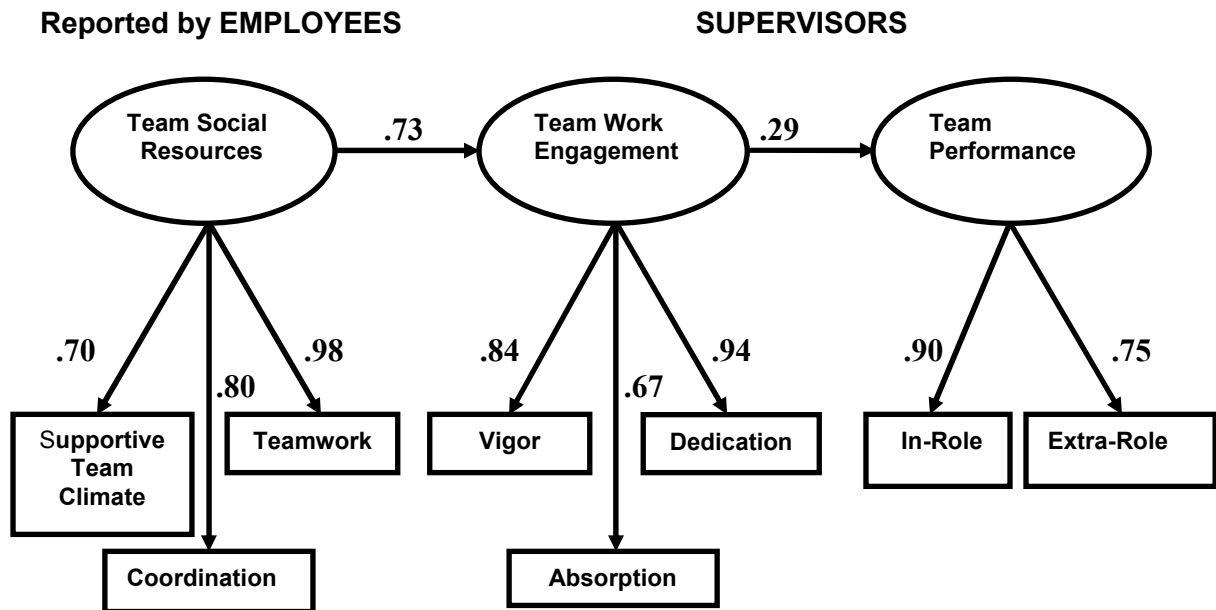 Reported by EMPLOYEES
SUPERVISORS
Team Social
Resources
.73
Team Work
Engagement
.29
Team
Performance
.70
.80
.98
.84
.67
.94
.90
.75
Supportive
Team
Climate
Teamwork
Vigor
Dedication
In-Role
Extra-Role
Coordination
Absorption